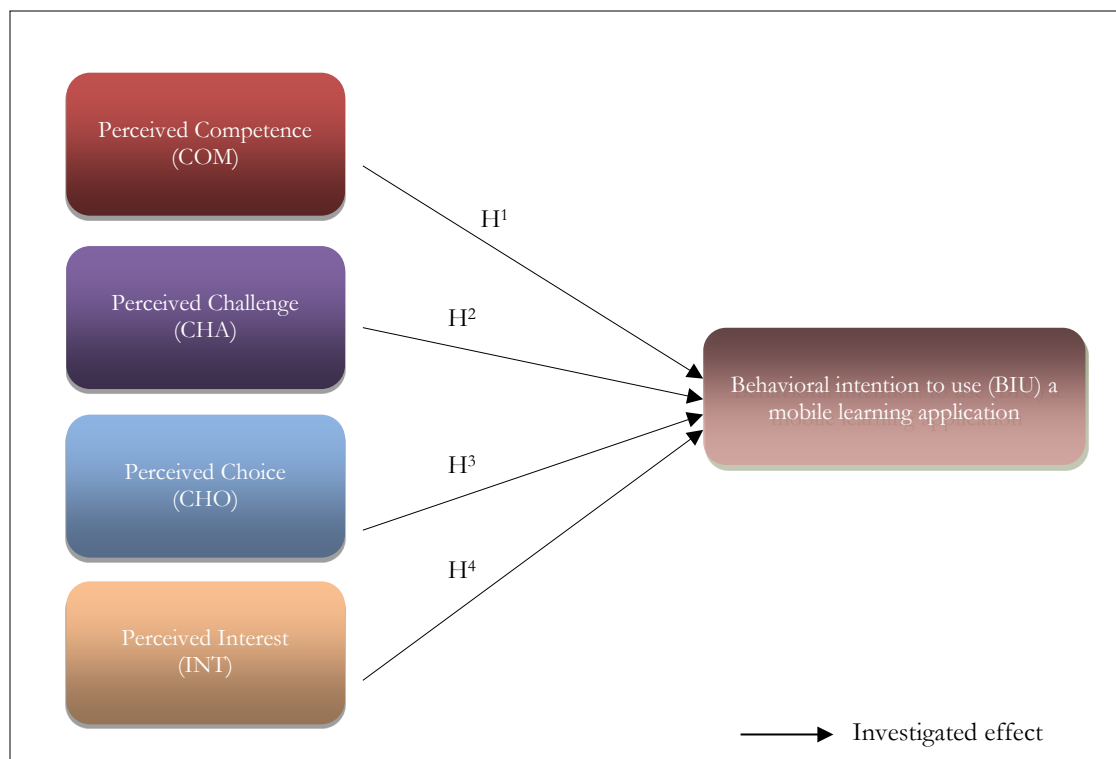 Perceived Competence
(COM)
H¹
Perceived Challenge
(CHA)
H²
Behavioral intention to use (BIU) a
mobile learning application
Perceived Choice
(CHO)
H³
H⁴
Perceived Interest
(INT)
Investigated effect